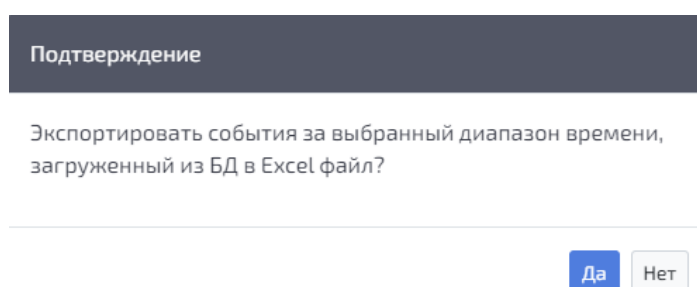 Подтверждение
Экспортировать события за выбранный диапазон времени,
загруженный из БД в Excel файл?
Да Нет